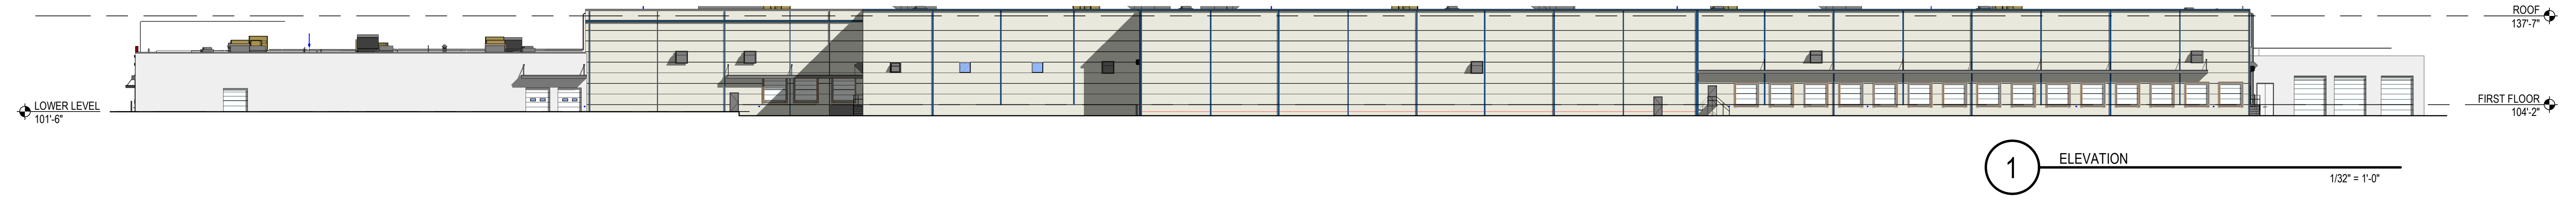 ROOF
137'-7"
LOWER LEVEL
101'-6"
FIRST FLOOR
104'-2"
1
ELEVATION
1/32" = 1'-0"